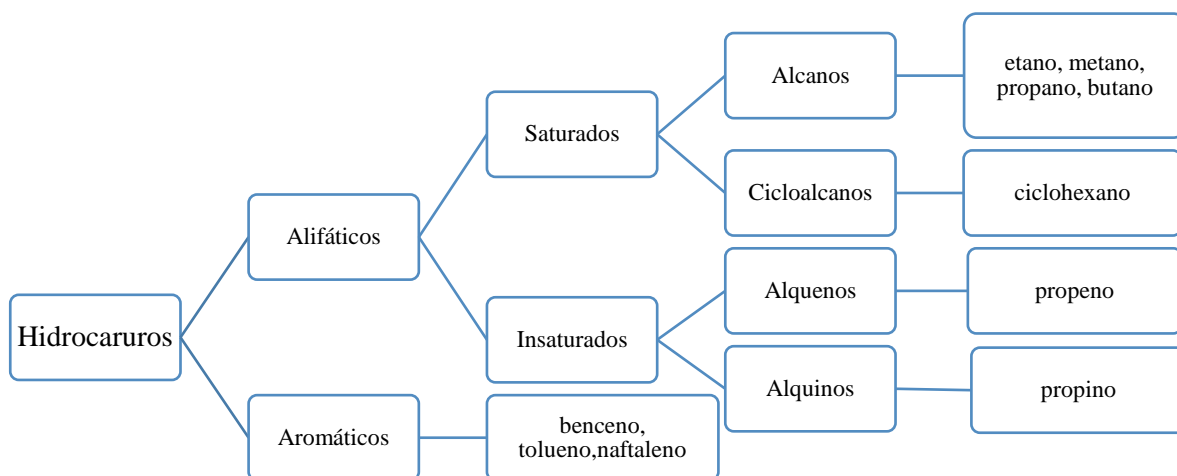 Hidrocaruros
Alifáticos
Saturados
Alcanos
etano, metano,
propano, butano
Cicloalcanos
ciclohexano
Insaturados
Alquenos
propeno
Alquinos
propino
Aromáticos
benceno,
tolueno,naftaleno